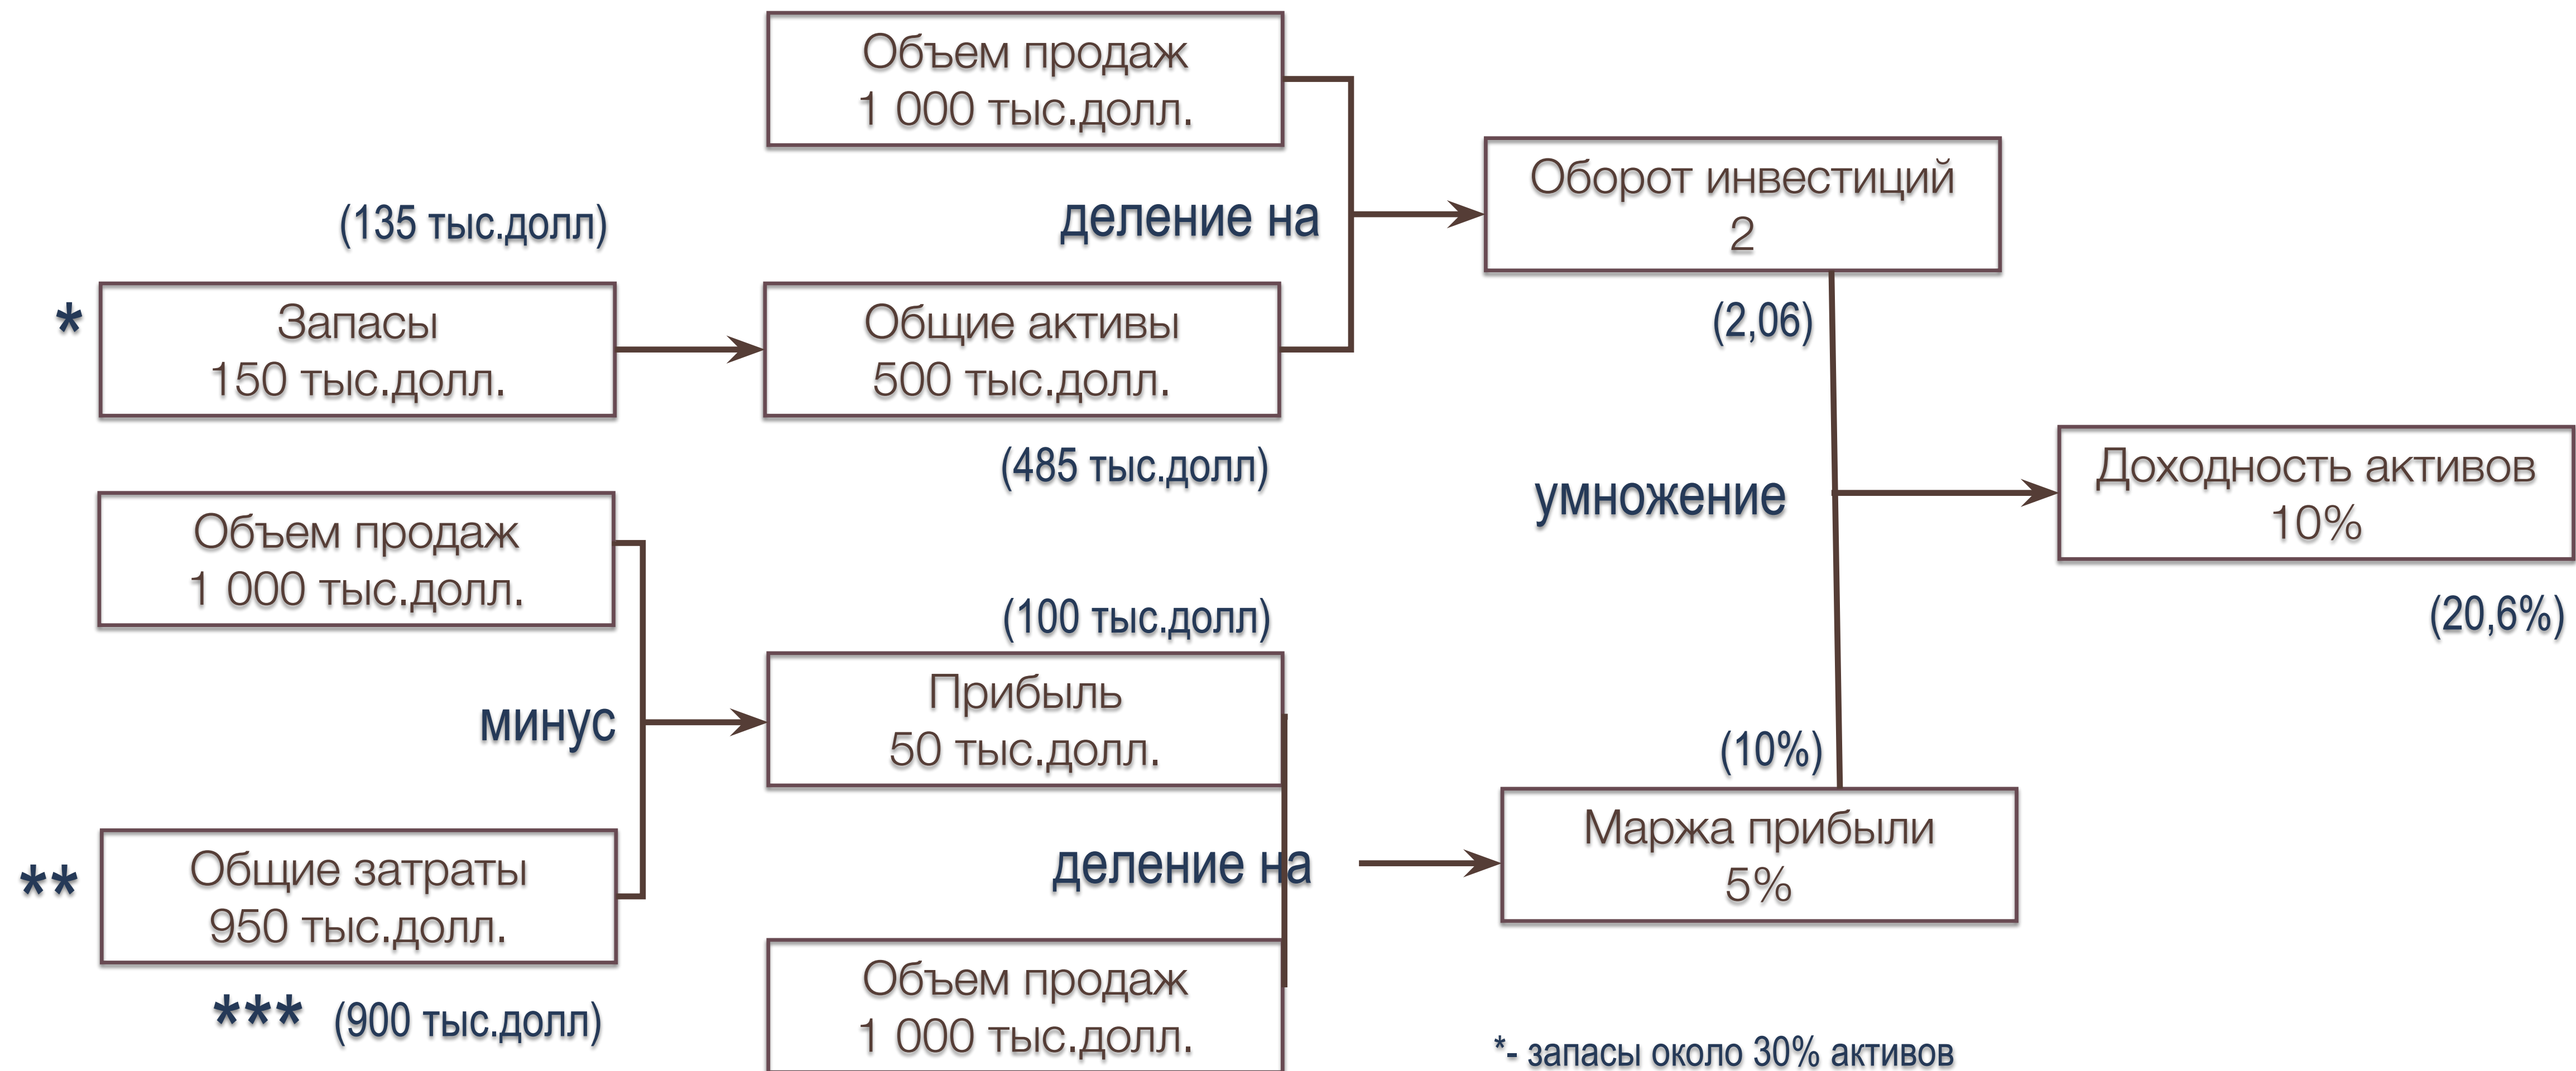 Объем продаж
1 000 тыс.долл.
(135 тыс.долл)
деление на
Оборот инвестиций
2
*
Запасы
150 тыс.долл.
Общие активы
500 тыс.долл.
(2,06)
(485 тыс.долл)
Объем продаж
1 000 тыс.долл.
умножение
Доходность активов
10%
(20,6%)
(100 тыс.долл)
минус
Прибыль
50 тыс.долл.
(10%)
**
Общие затраты
950 тыс.долл.
деление на
Маржа прибыли
5%
*** (900 тыс.долл)
Объем продаж
1 000 тыс.долл.
*- запасы около 30% активов